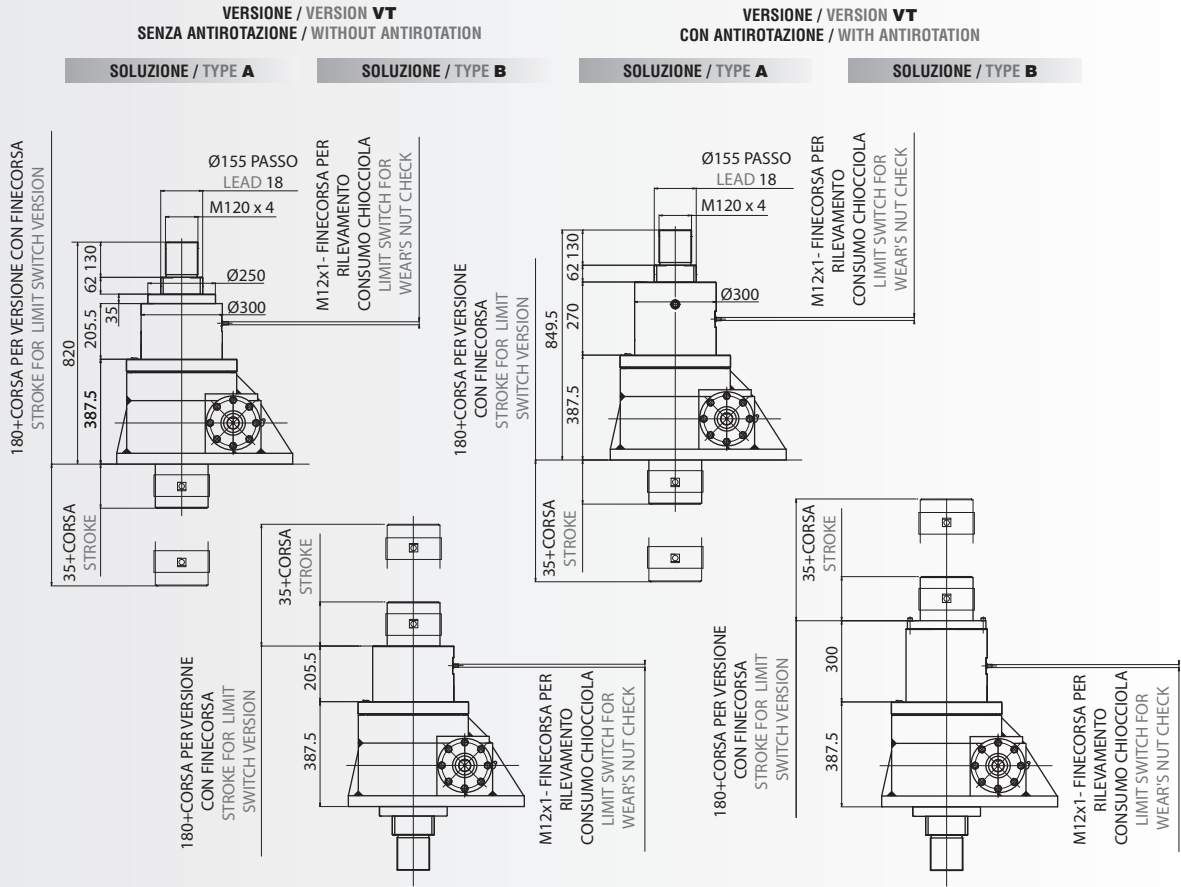 VERSIONE / VERSION VT
SENZA ANTIROTAZIONE / WITHOUT ANTIROTATION
SOLUZIONE / TYPE A
SOLUZIONE / TYPE B
180+CORSA PER VERSIONE CON FINECORSA
STROKE FOR LIMIT SWITCH VERSION
Ø155 PASSO
LEAD 18
M120 x 4
Ø250
Ø300
130
62
35
205.5
820
387.5
35+CORSA
STROKE
M12x1- FINECORSA PER
RILEVAMENTO
CONSUMO CHIOCCIOLA
LIMIT SWITCH FOR
WEAR'S NUT CHECK
35+CORSA
STROKE
205.5
387.5
180+CORSA PER VERSIONE
CON FINECORSA
STROKE FOR LIMIT
SWITCH VERSION
M12x1- FINECORSA PER
RILEVAMENTO
CONSUMO CHIOCCIOLA
LIMIT SWITCH FOR
WEAR'S NUT CHECK
VERSIONE / VERSION VT
CON ANTIROTAZIONE / WITH ANTIROTATION
SOLUZIONE / TYPE A
SOLUZIONE / TYPE B
180+CORSA PER VERSIONE
CON FINECORSA
STROKE FOR LIMIT
SWITCH VERSION
Ø155 PASSO
LEAD 18
M120 x 4
Ø300
130
62
270
849.5
387.5
35+CORSA
STROKE
M12x1- FINECORSA PER
RILEVAMENTO
CONSUMO CHIOCCIOLA
LIMIT SWITCH FOR
WEAR'S NUT CHECK
35+CORSA
STROKE
300
387.5
180+CORSA PER VERSIONE
CON FINECORSA
STROKE FOR LIMIT
SWITCH VERSION
M12x1- FINECORSA PER
RILEVAMENTO
CONSUMO CHIOCCIOLA
LIMIT SWITCH FOR
WEAR'S NUT CHECK